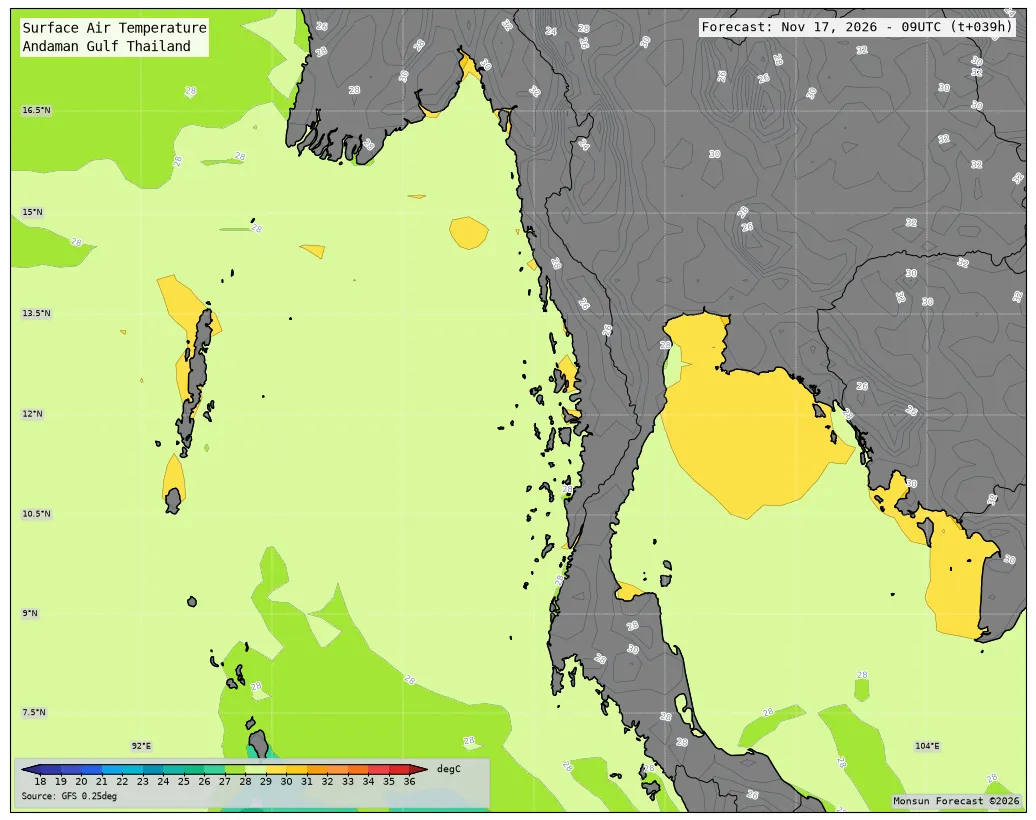 Surface Air Temperature
Andaman Gulf Thailand
Forecast: Nov 17, 2026 - 09UTC (t+039h)
16.5°N
15°N
13.5°N
12°N
10.5°N
9°N
7.5°N
92°E
104°E
18 19 20 21 22 23 24 25 26 27 28 29 30 31 32 33 34 35 36
degC
Source: GFS 0.25deg
Monsun Forecast ©2026